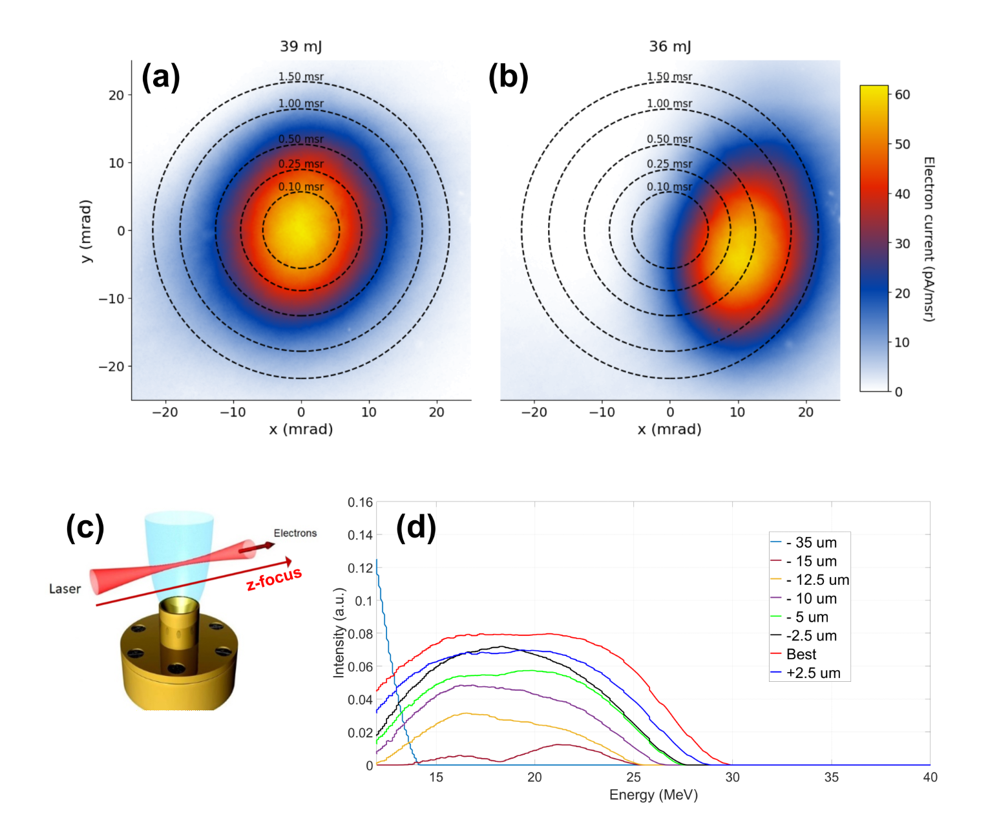 39 mJ
(a)
1.50 msr
1.00 msr
0.50 msr
0.25 msr
0.10 msr
20
10
0
−10
−20
y (mrad)
−20 −10 0 10 20
x (mrad)
36 mJ
(b)
1.50 msr
1.00 msr
0.50 msr
0.25 msr
0.10 msr
−20 −10 0 10 20
x (mrad)
60
50
40
30
20
10
0
Electron current (pA/msr)
(c)
Electrons
z-focus
Laser
(d)
0.16
0.14
0.12
0.1
0.08
0.06
0.04
0.02
0
Intensity (a.u.)
15 20 25 30 35 40
Energy (MeV)
- 35 um
- 15 um
- 12.5 um
- 10 um
- 5 um
-2.5 um
Best
+2.5 um